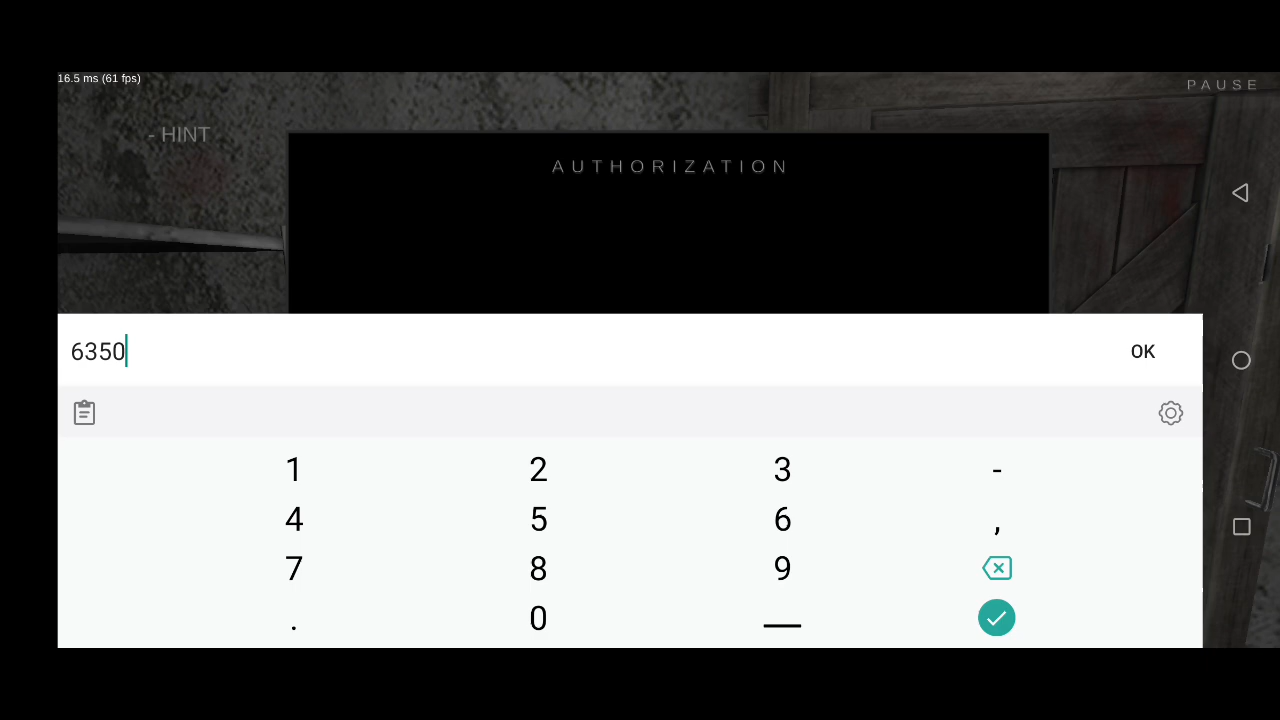 16.5 ms (61 fps)
PAUSE
- HINT
AUTHORIZATION
6350
OK
1 2 3 -
4 5 6 ,
7 8 9
. 0